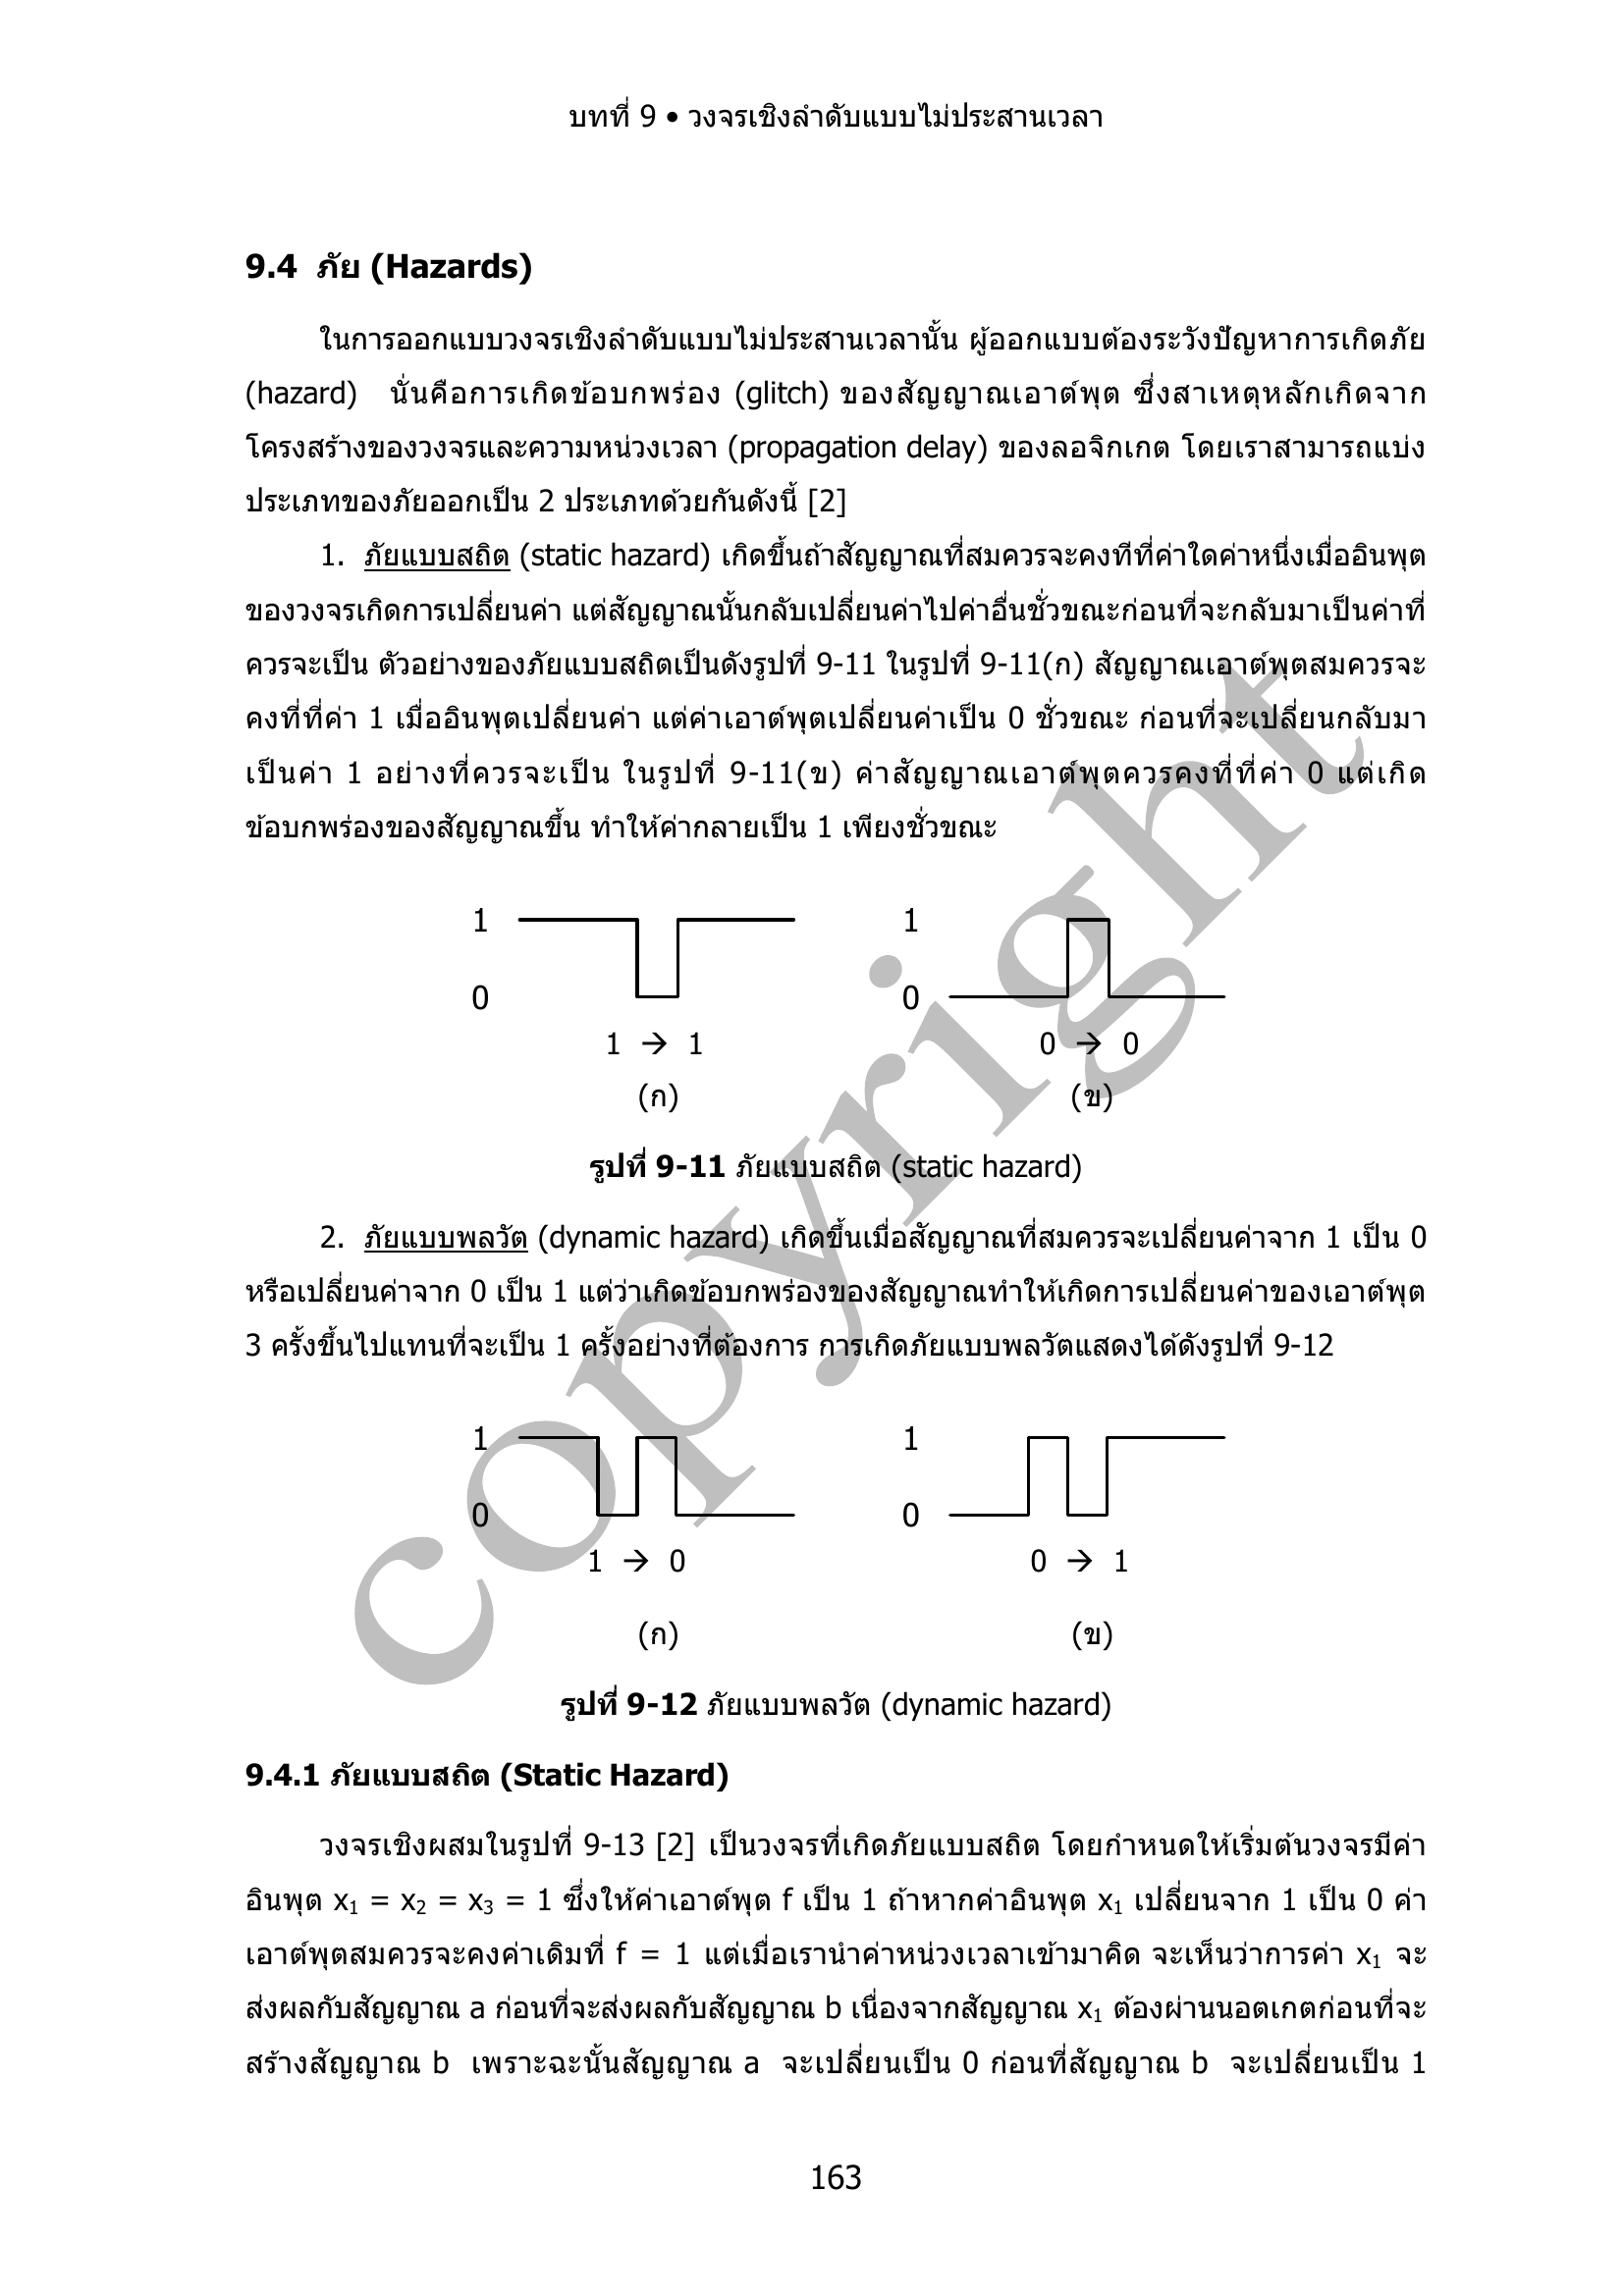 บทที่ 9 • วงจรเชิงลำดับแบบไม่ประสานเวลา
9.4 ภัย (Hazards)
ในการออกแบบวงจรเชิงลำดับแบบไม่ประสานเวลานั้น ผู้ออกแบบต้องระวังปัญหาการเกิดภัย
(hazard) นั่นคือการเกิดข้อบกพร่อง (glitch) ของสัญญาณเอาต์พุต ซึ่งสาเหตุหลักเกิดจาก
โครงสร้างของวงจรและความหน่วงเวลา (propagation delay) ของลอจิกเกต โดยเราสามารถแบ่ง
ประเภทของภัยออกเป็น 2 ประเภทด้วยกันดังนี้ [2]
1. ภัยแบบสถิต (static hazard) เกิดขึ้นถ้าสัญญาณที่สมควรจะคงทีที่ค่าใดค่าหนึ่งเมื่ออินพุต
ของวงจรเกิดการเปลี่ยนค่า แต่สัญญาณนั้นกลับเปลี่ยนค่าไปค่าอื่นชั่วขณะก่อนที่จะกลับมาเป็นค่าที่
ควรจะเป็น ตัวอย่างของภัยแบบสถิตเป็นดังรูปที่ 9-11 ในรูปที่ 9-11(ก) สัญญาณเอาต์พุตสมควรจะ
คงที่ที่ค่า 1 เมื่ออินพุตเปลี่ยนค่า แต่ค่าเอาต์พุตเปลี่ยนค่าเป็น 0 ชั่วขณะ ก่อนที่จะเปลี่ยนกลับมา
เป็นค่า 1 อย่างที่ควรจะเป็น ในรูปที่ 9-11(ข) ค่าสัญญาณเอาต์พุตควรคงที่ที่ค่า 0 แต่เกิด
ข้อบกพร่องของสัญญาณขึ้น ทำให้ค่ากลายเป็น 1 เพียงชั่วขณะ
1 1
0 0
1 → 1 0 → 0
(ก) (ข)
รูปที่ 9-11 ภัยแบบสถิต (static hazard)
2. ภัยแบบพลวัต (dynamic hazard) เกิดขึ้นเมื่อสัญญาณที่สมควรจะเปลี่ยนค่าจาก 1 เป็น 0
หรือเปลี่ยนค่าจาก 0 เป็น 1 แต่ว่าเกิดข้อบกพร่องของสัญญาณทำให้เกิดการเปลี่ยนค่าของเอาต์พุต
3 ครั้งขึ้นไปแทนที่จะเป็น 1 ครั้งอย่างที่ต้องการ การเกิดภัยแบบพลวัตแสดงได้ดังรูปที่ 9-12
1 1
0 0
1 → 0 0 → 1
(ก) (ข)
รูปที่ 9-12 ภัยแบบพลวัต (dynamic hazard)
9.4.1 ภัยแบบสถิต (Static Hazard)
วงจรเชิงผสมในรูปที่ 9-13 [2] เป็นวงจรที่เกิดภัยแบบสถิต โดยกำหนดให้เริ่มต้นวงจรมีค่า
อินพุต x₁ = x₂ = x₃ = 1 ซึ่งให้ค่าเอาต์พุต f เป็น 1 ถ้าหากค่าอินพุต x₁ เปลี่ยนจาก 1 เป็น 0 ค่า
เอาต์พุตสมควรจะคงค่าเดิมที่ f = 1 แต่เมื่อเรานำค่าหน่วงเวลาเข้ามาคิด จะเห็นว่าการค่า x₁ จะ
ส่งผลกับสัญญาณ a ก่อนที่จะส่งผลกับสัญญาณ b เนื่องจากสัญญาณ x₁ ต้องผ่านนอตเกตก่อนที่จะ
สร้างสัญญาณ b เพราะฉะนั้นสัญญาณ a จะเปลี่ยนเป็น 0 ก่อนที่สัญญาณ b จะเปลี่ยนเป็น 1
163
copyright